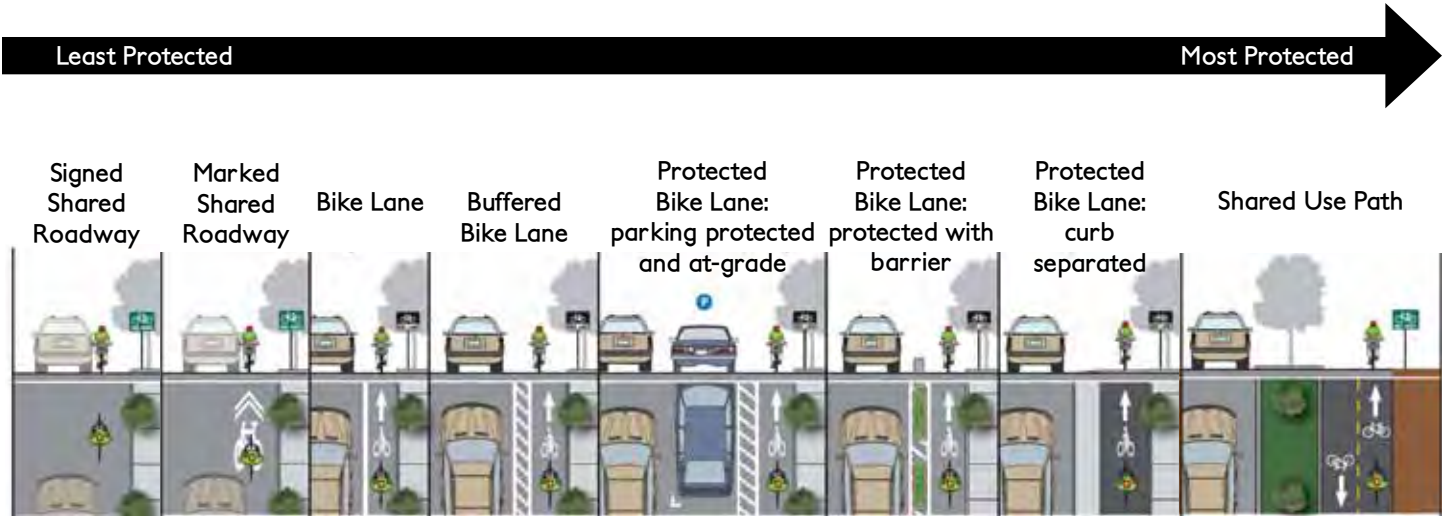 Least Protected
Most Protected
Signed
Shared
Roadway
Marked
Shared
Roadway
Bike Lane
Buffered
Bike Lane
Protected
Bike Lane:
parking protected
and at-grade
Protected
Bike Lane:
protected with
barrier
Protected
Bike Lane:
curb
separated
Shared Use Path
P